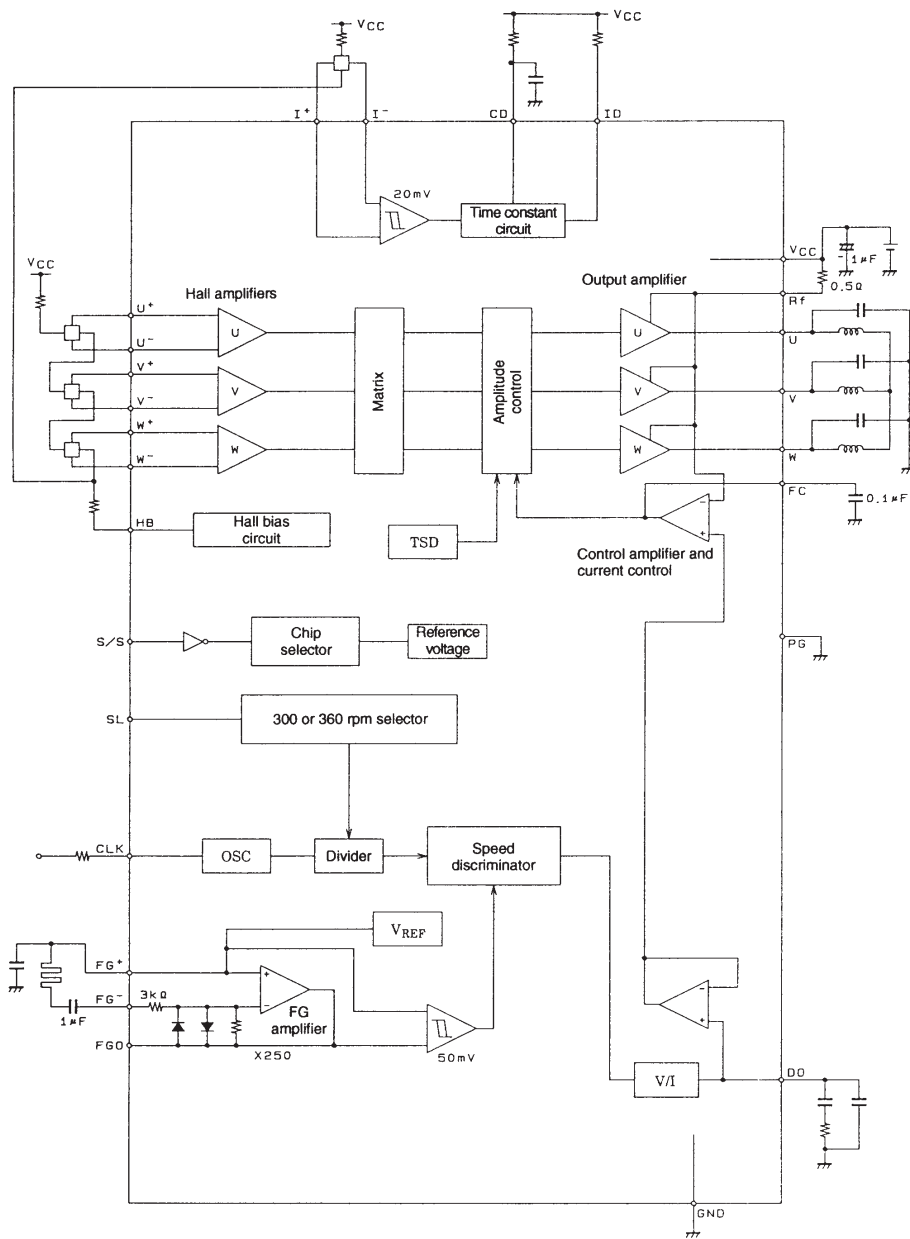 VCC
VCC
I+
I−
CD
ID
20mV
Time constant
circuit
VCC
1μF
0.5Ω
Rf
VCC
Hall amplifiers
Output amplifier
U+
U−
V+
V−
W+
W−
U
V
W
Matrix
Amplitude
control
U
V
W
U
V
W
FC
0.1μF
HB
Hall bias
circuit
TSD
Control amplifier and
current control
S/S
Chip
selector
Reference
voltage
PG
SL
300 or 360 rpm selector
CLK
OSC
Divider
Speed
discriminator
VREF
FG+
FG−
1μF
3kΩ
+
−
FG
amplifier
FGO
X250
50mV
−
+
−
+
V/I
DO
GND
−